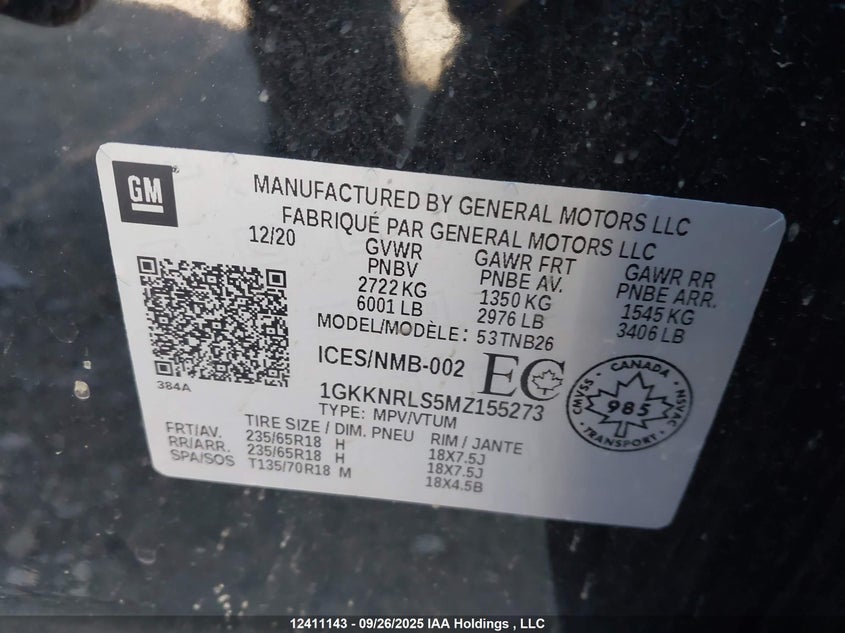 GM
MANUFACTURED BY GENERAL MOTORS LLC
FABRIQUÉ PAR GENERAL MOTORS LLC
12/20
GVWR
PNBV
2722 KG
6001 LB
GAWR FRT
PNBE AV.
1350 KG
2976 LB
GAWR RR
PNBE ARR.
1545 KG
3406 LB
MODEL/MODÈLE: 53TNB26
ICES/NMB-002
EC
384A
1GKKNRLS5MZ155273
TYPE: MPV/VTUM
CANADA
CMVSS
985
NSVAC
TRANSPORT
TIRE SIZE / DIM. PNEU RIM / JANTE
FRT/AV. 235/65R18 H 18X7.5J
RR/ARR. 235/65R18 H 18X7.5J
SPA/SOS T135/70R18 M 18X4.5B
12411143 - 09/26/2025 IAA Holdings , LLC